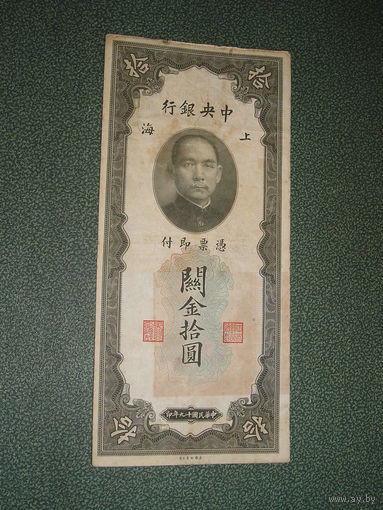 拾 拾
中央銀行
上海
憑票即付
關金拾圓
中華民國十九年印
拾 拾
www.ay.by